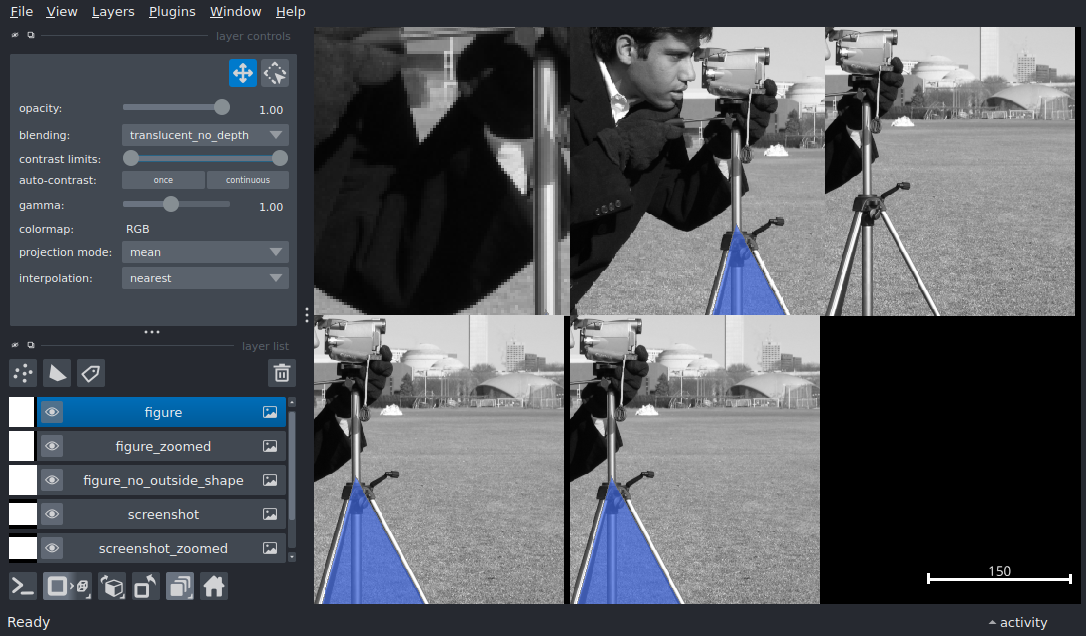 File View Layers Plugins Window Help
layer controls
opacity: 1.00
blending: translucent_no_depth
contrast limits:
auto-contrast: once continuous
gamma: 1.00
colormap: RGB
projection mode: mean
interpolation: nearest
layer list
figure
figure_zoomed
figure_no_outside_shape
screenshot
screenshot_zoomed
150
Ready
activity